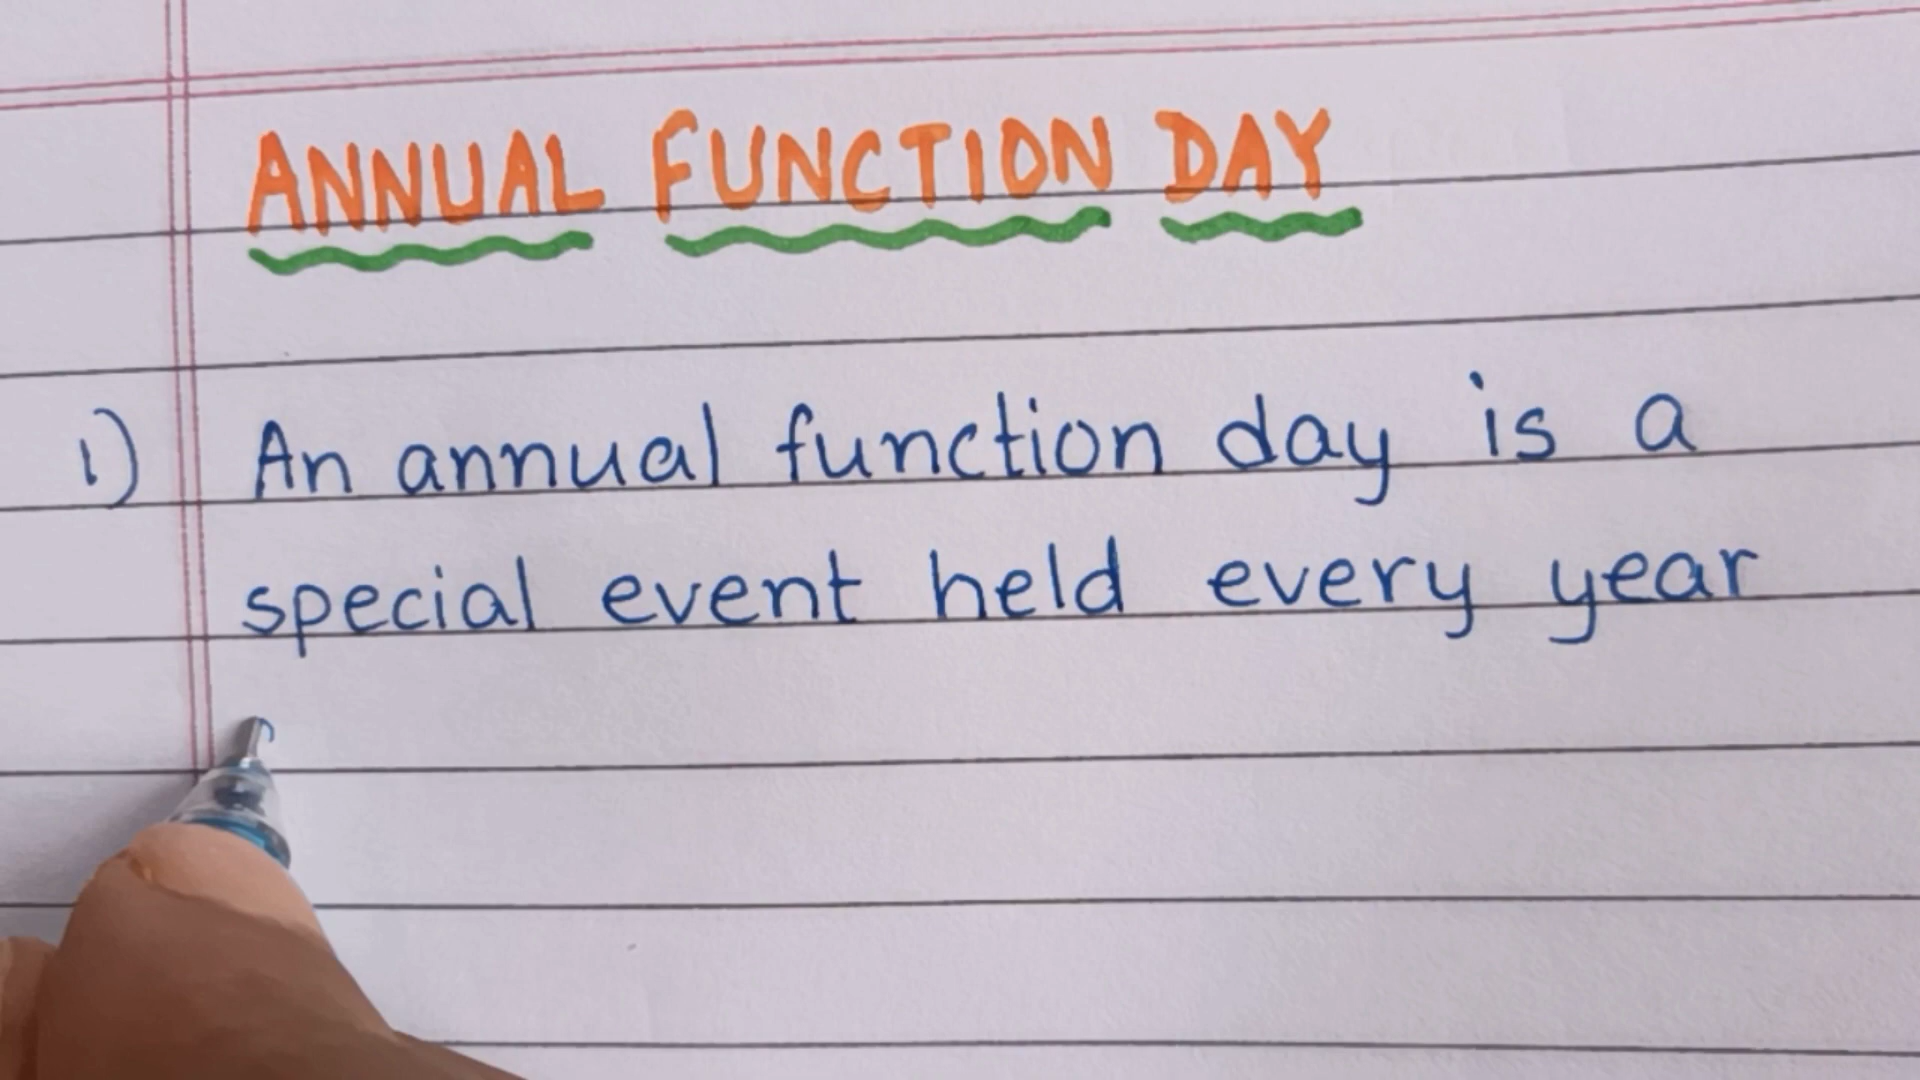 ANNUAL FUNCTION DAY
1) An annual function day is a
special event held every year